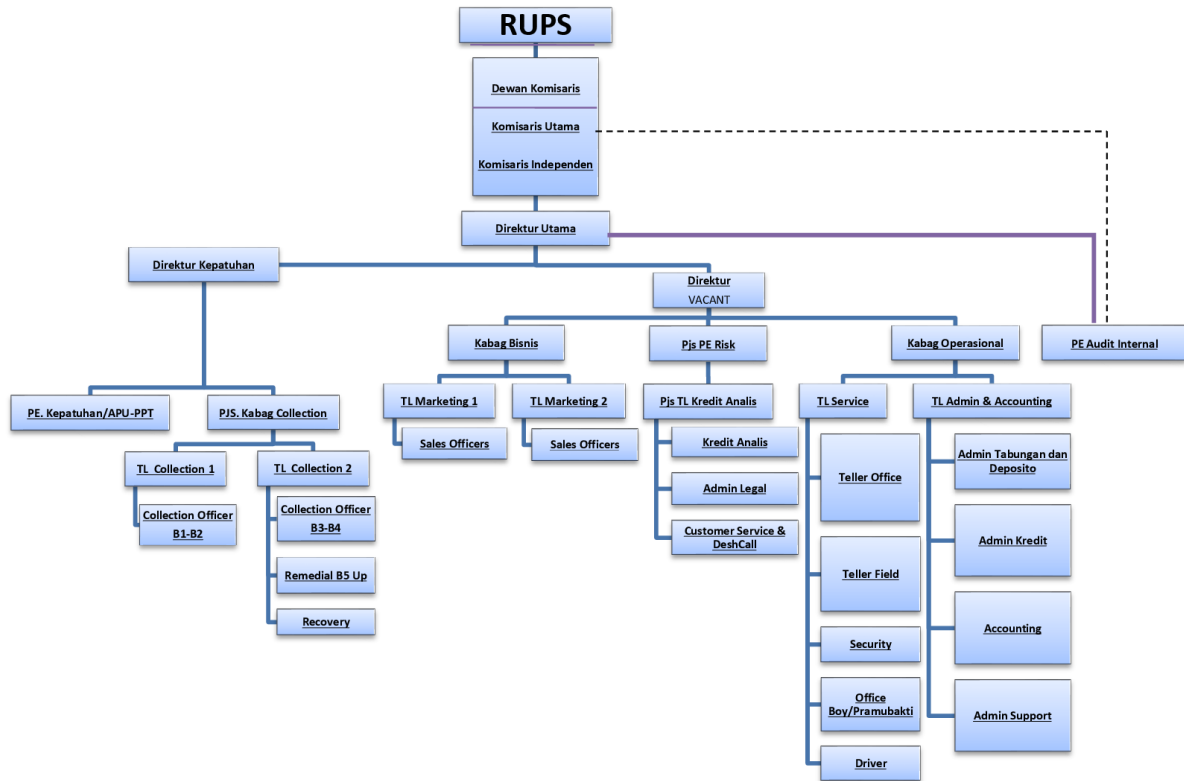 RUPS
Dewan Komisaris
Komisaris Utama
Komisaris Independen
Direktur Utama
Direktur Kepatuhan
Direktur
VACANT
Kabag Bisnis
Pjs PE Risk
Kabag Operasional
PE Audit Internal
PE. Kepatuhan/APU-PPT
PJS. Kabag Collection
TL Marketing 1
TL Marketing 2
Pjs TL Kredit Analis
TL Service
TL Admin & Accounting
TL Collection 1
TL Collection 2
Collection Officer
B1-B2
Collection Officer
B3-B4
Remedial B5 Up
Recovery
Sales Officers
Sales Officers
Kredit Analis
Admin Legal
Customer Service &
DeshCall
Teller Office
Teller Field
Security
Office
Boy/Pramubakti
Driver
Admin Tabungan dan
Deposito
Admin Kredit
Accounting
Admin Support